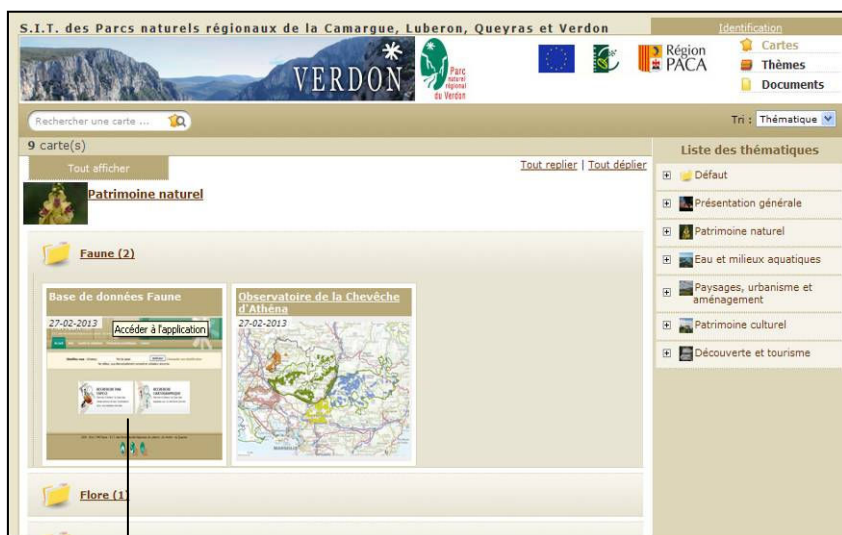 S.I.T. des Parcs naturels régionaux de la Camargue, Luberon, Queyras et Verdon
Identification
VERDON
Parc
naturel
régional
du Verdon
Région
PACA
Cartes
Thèmes
Documents
Rechercher une carte ...
Tri : Thématique
9 carte(s)
Tout afficher
Tout replier | Tout déplier
Patrimoine naturel
Faune (2)
Base de données Faune
27-02-2013
Accéder à l'application
Observatoire de la Chevêche
d'Athéna
27-02-2013
Flore (1)
Liste des thématiques
Défaut
Présentation générale
Patrimoine naturel
Eau et milieux aquatiques
Paysages, urbanisme et
aménagement
Patrimoine culturel
Découverte et tourisme